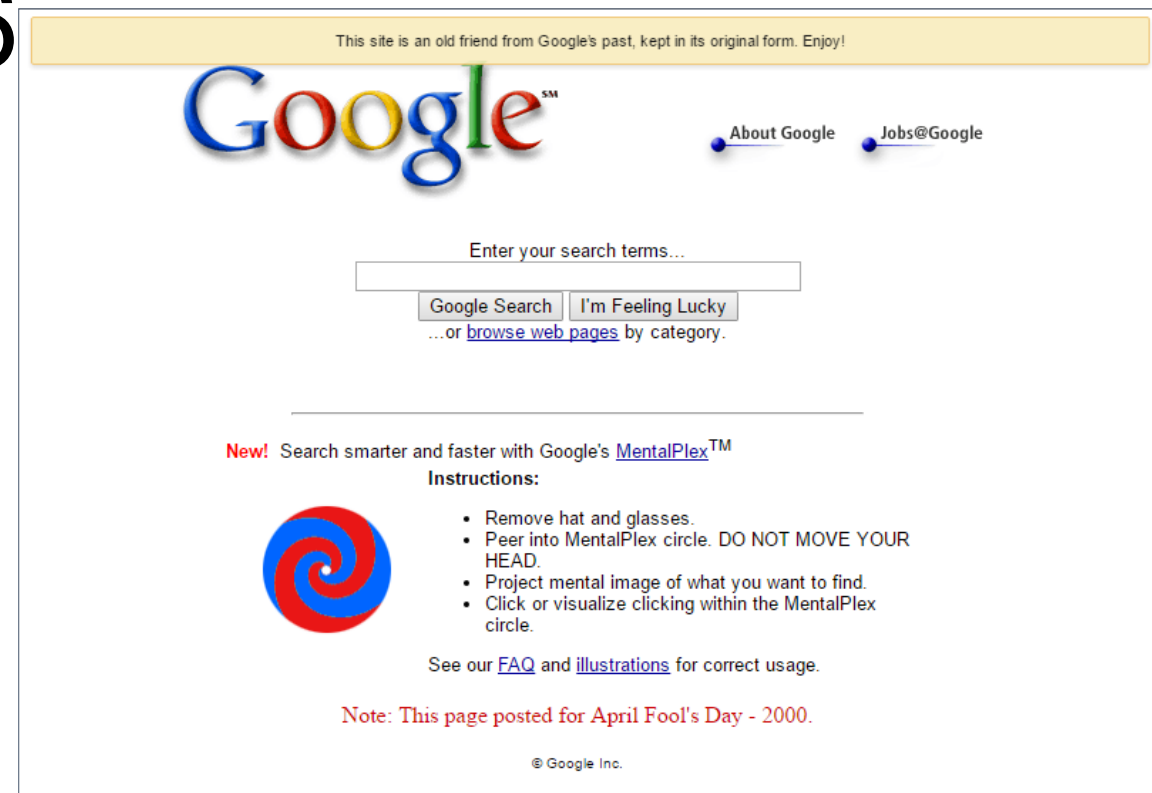 This site is an old friend from Google's past, kept in its original form. Enjoy!
Google SM
About Google Jobs@Google
Enter your search terms...
Google Search I'm Feeling Lucky
...or browse web pages by category.
New! Search smarter and faster with Google's MentalPlex TM
Instructions:
• Remove hat and glasses.
• Peer into MentalPlex circle. DO NOT MOVE YOUR
HEAD.
• Project mental image of what you want to find.
• Click or visualize clicking within the MentalPlex
circle.
See our FAQ and illustrations for correct usage.
Note: This page posted for April Fool's Day - 2000.
© Google Inc.